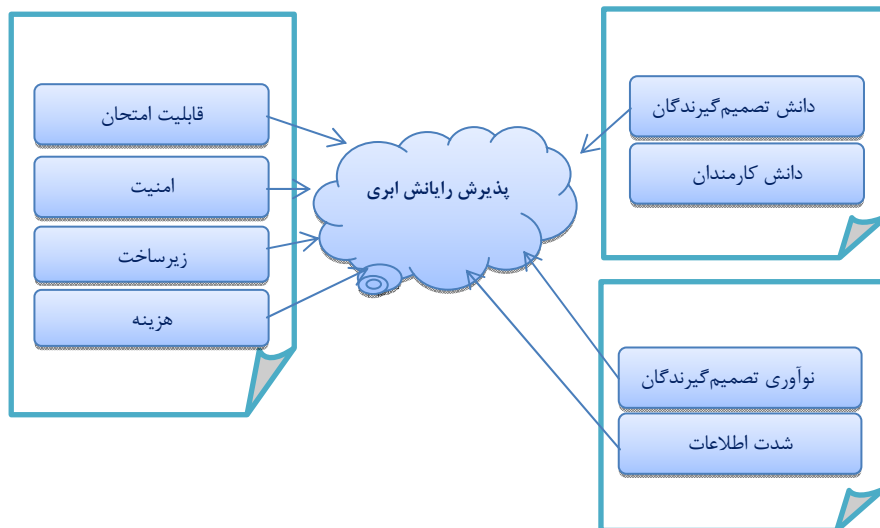 دانش تصمیم‌گیرندگان
دانش کارمندان
قابلیت امتحان
امنیت
زیرساخت
هزینه
پذیرش رایانش ابری
نوآوری تصمیم‌گیرندگان
شدت اطلاعات